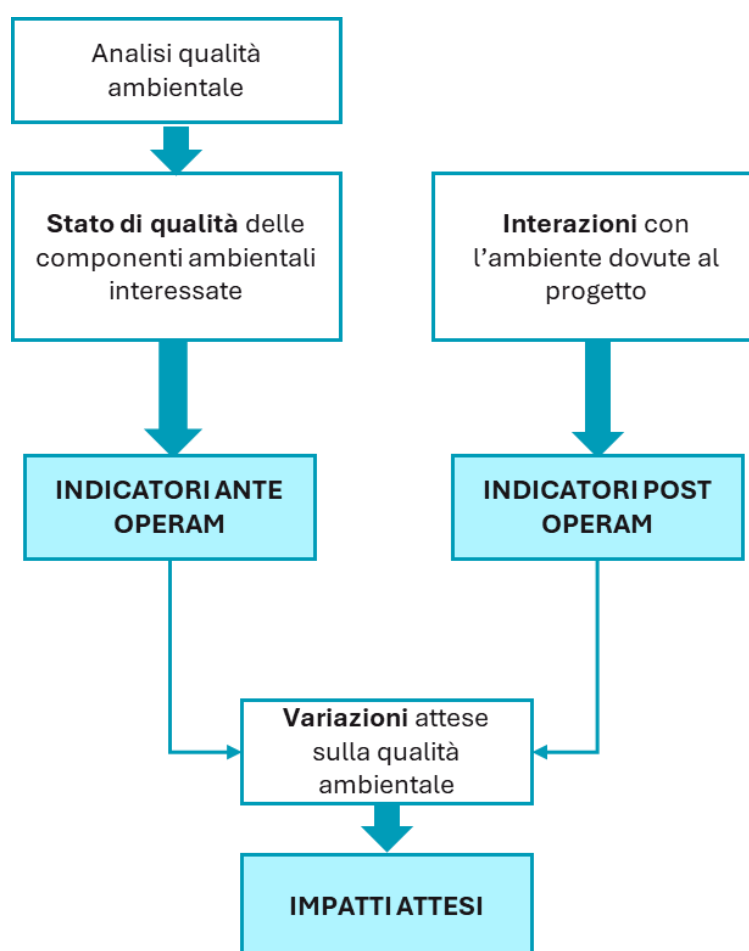 Analisi qualità
ambientale
Stato di qualità delle
componenti ambientali
interessate
Interazioni con
l’ambiente dovute al
progetto
INDICATORI ANTE
OPERAM
INDICATORI POST
OPERAM
Variazioni attese
sulla qualità
ambientale
IMPATTI ATTESI